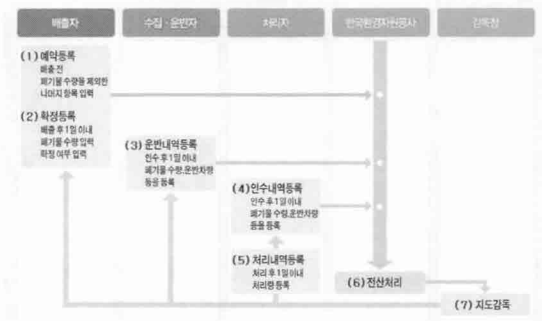 배출자
수집·운반자
처리자
한국환경자원공사
감독청
(1) 예약등록
배출 전
폐기물 수량을 제외한
나머지 항목 입력
(2) 확정등록
배출 후 1일 이내
폐기물 수량 입력
확정 여부 입력
(3) 운반내역등록
인수 후 1일 이내
폐기물 수량,운반차량
등을 등록
(4) 인수내역등록
인수 후 1일 이내
폐기물 수량,운반차량
등을 등록
(5) 처리내역등록
처리 후 1일 이내
처리량 등록
(6) 전산처리
(7) 지도감독